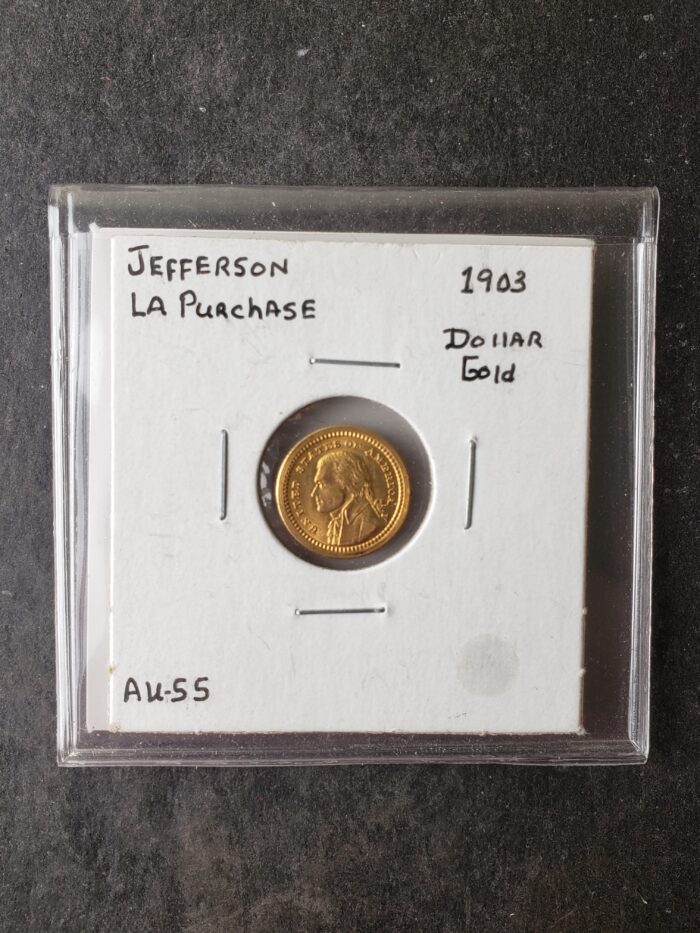 JEFFERSON
LA PURCHASE
1903
DOLLAR
GOLD
UNITED STATES OF AMERICA
AU-55